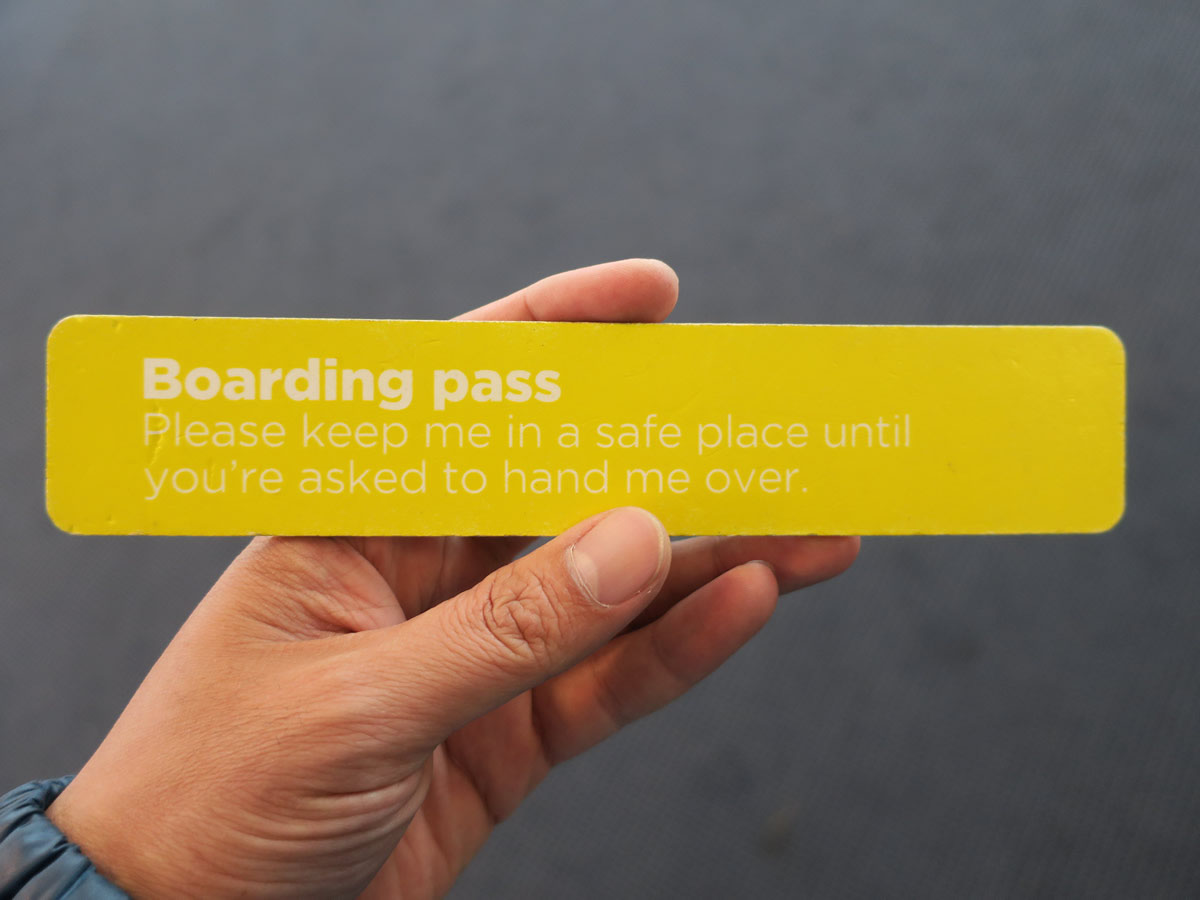 Boarding pass
Please keep me in a safe place until
you're asked to hand me over.